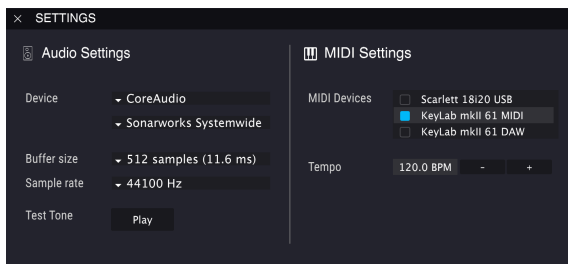 × SETTINGS
Audio Settings
Device
CoreAudio
Sonarworks Systemwide
Buffer size
512 samples (11.6 ms)
Sample rate
44100 Hz
Test Tone
Play
MIDI Settings
MIDI Devices
Scarlett 18i20 USB
KeyLab mkII 61 MIDI
KeyLab mkII 61 DAW
Tempo
120.0 BPM - +